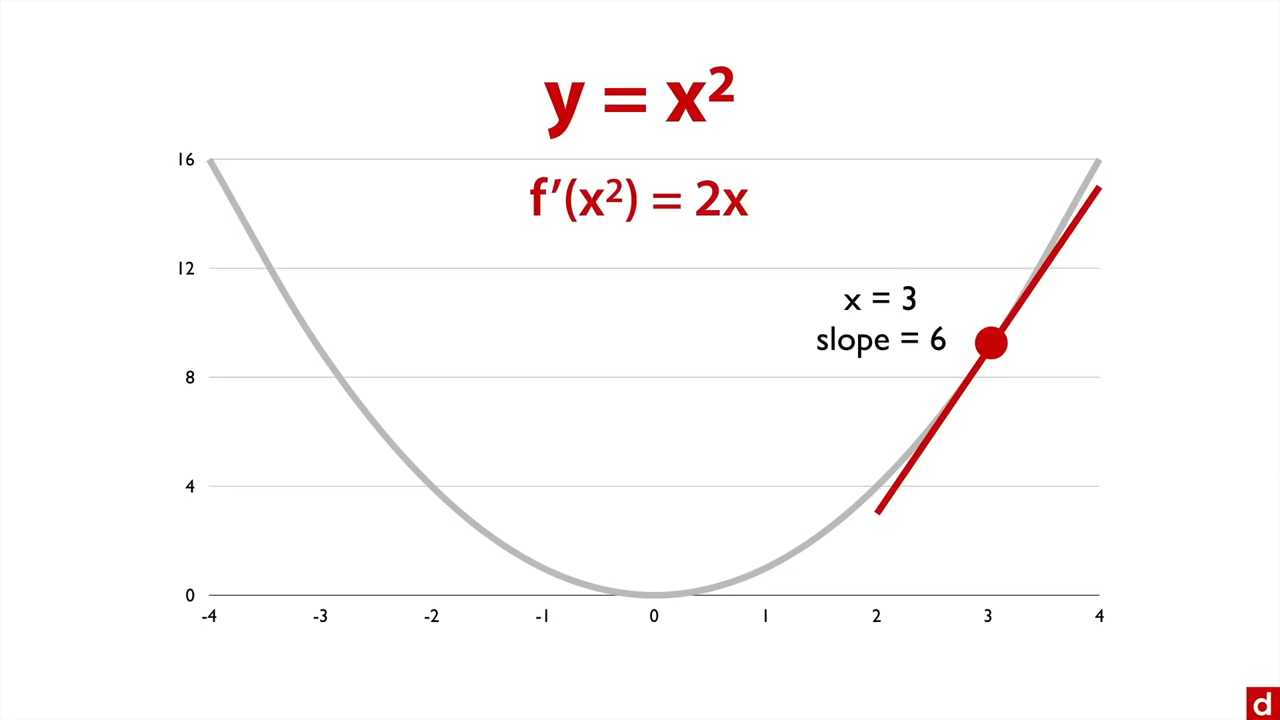 y = x²
f′(x²) = 2x
x = 3
slope = 6
16
12
8
4
0
-4 -3 -2 -1 0 1 2 3 4
d